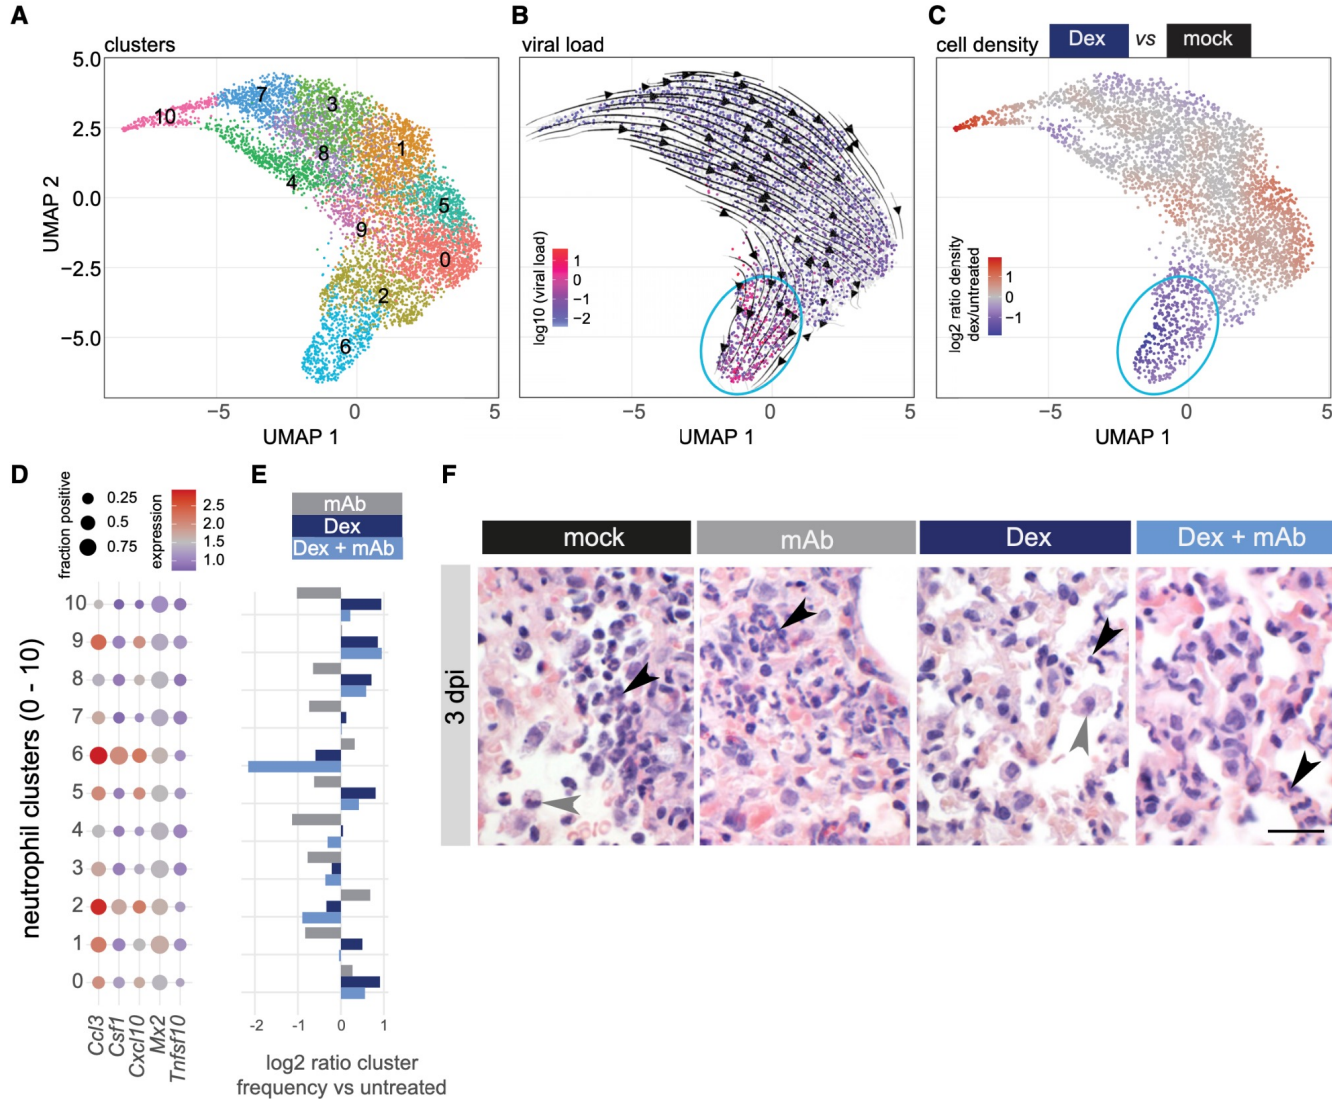 A
clusters
5.0
2.5
0.0
−2.5
−5.0
UMAP 2
−5
0
5
UMAP 1
10
7
3
8
1
4
5
9
0
2
6
B
viral load
log10 (viral load)
1
0
−1
−2
−5
0
5
UMAP 1
C
cell density
Dex
vs
mock
log2 ratio density
dex/untreated
1
0
−1
−5
0
5
UMAP 1
D
fraction positive
0.25
0.5
0.75
expression
2.5
2.0
1.5
1.0
neutrophil clusters (0 - 10)
10
9
8
7
6
5
4
3
2
1
0
Ccl3
Csf1
Cxcl10
Mx2
Tnfsf10
E
mAb
Dex
Dex + mAb
-2
-1
0
1
log2 ratio cluster
frequency vs untreated
F
mock
mAb
Dex
Dex + mAb
3 dpi